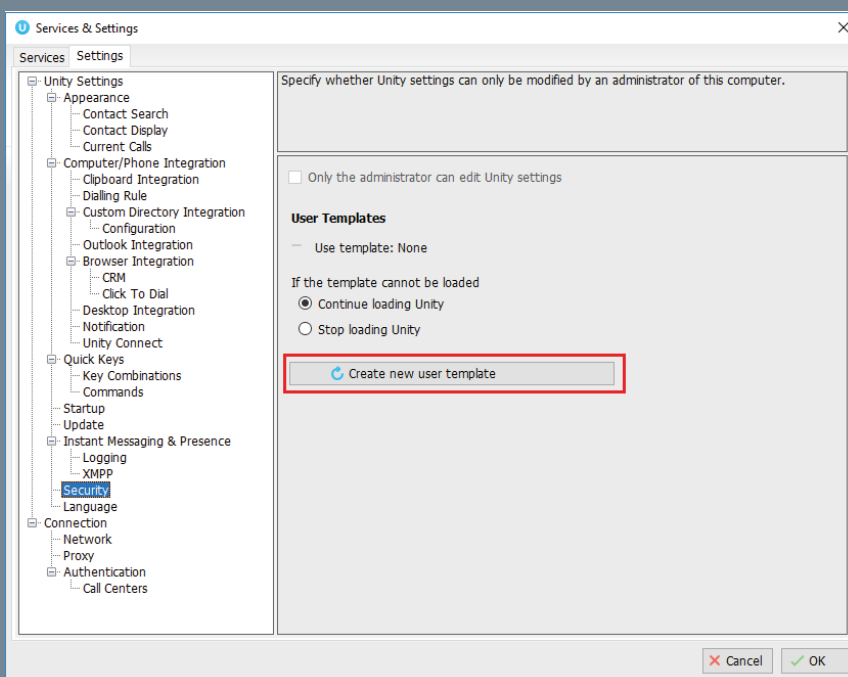 Services & Settings
Services Settings
Unity Settings
Appearance
Contact Search
Contact Display
Current Calls
Computer/Phone Integration
Clipboard Integration
Dialling Rule
Custom Directory Integration
Configuration
Outlook Integration
Browser Integration
CRM
Click To Dial
Desktop Integration
Notification
Unity Connect
Quick Keys
Key Combinations
Commands
Startup
Update
Instant Messaging & Presence
Logging
XMPP
Security
Language
Connection
Network
Proxy
Authentication
Call Centers
Specify whether Unity settings can only be modified by an administrator of this computer.
Only the administrator can edit Unity settings
User Templates
Use template: None
If the template cannot be loaded
Continue loading Unity
Stop loading Unity
Create new user template
Cancel OK